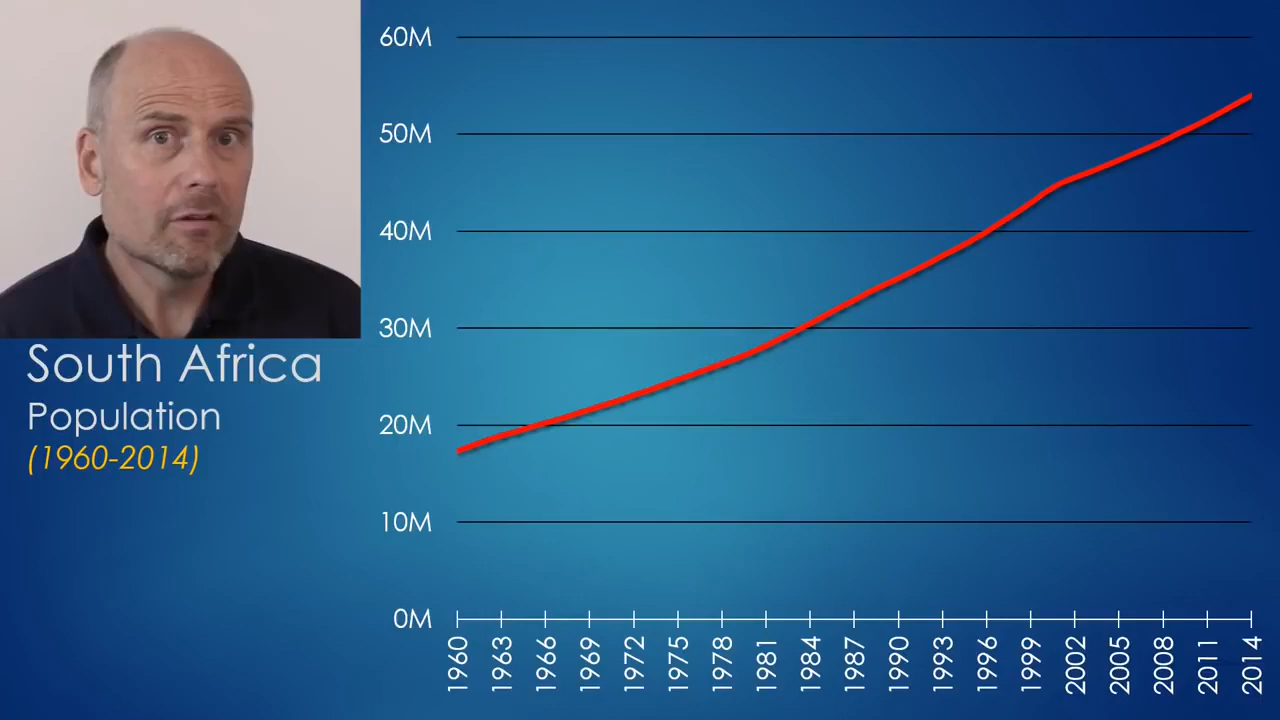 South Africa
Population
(1960-2014)
60M
50M
40M
30M
20M
10M
0M
1960 1963 1966 1969 1972 1975 1978 1981 1984 1987 1990 1993 1996 1999 2002 2005 2008 2011 2014